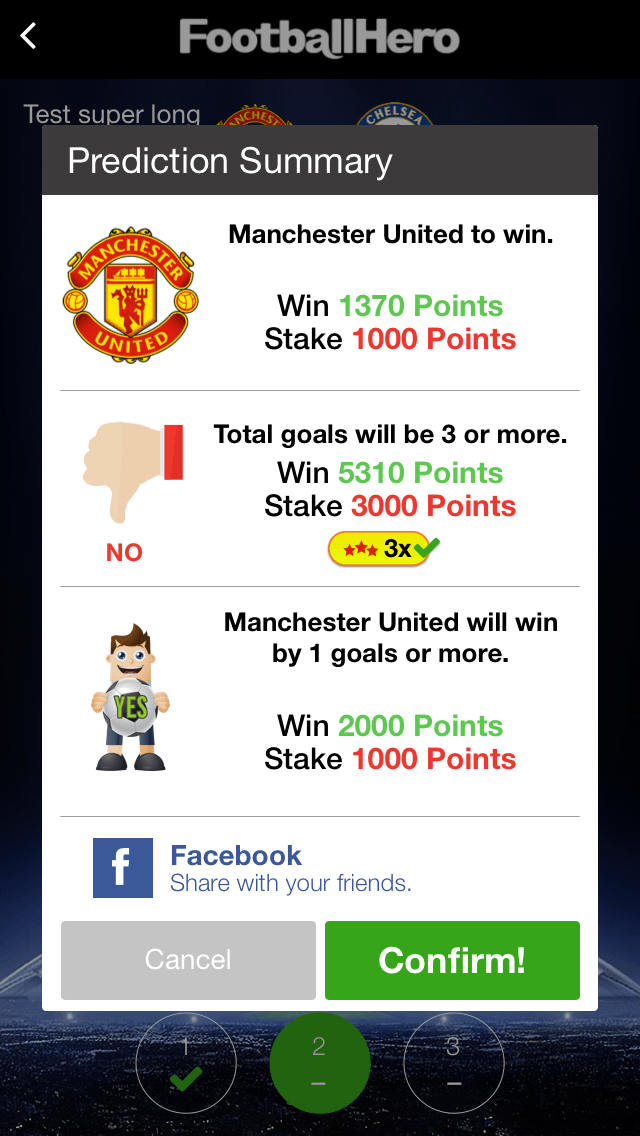 FootballHero
Test super long
MANCHESTER
CHELSEA
Prediction Summary
MANCHESTER
UNITED
Manchester United to win.
Win 1370 Points
Stake 1000 Points
Total goals will be 3 or more.
Win 5310 Points
Stake 3000 Points
NO
3x
Manchester United will win
by 1 goals or more.
YES
Win 2000 Points
Stake 1000 Points
f
Facebook
Share with your friends.
Cancel
Confirm!
1
2
3